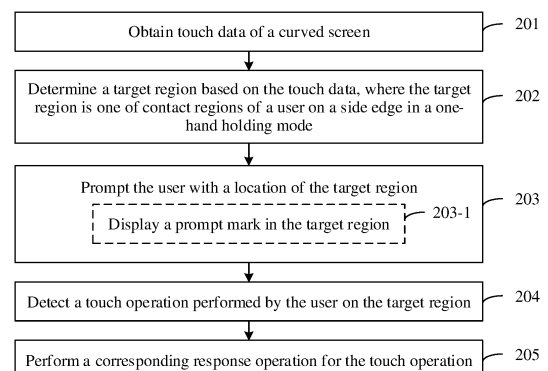 Obtain touch data of a curved screen
201
Determine a target region based on the touch data, where the target
region is one of contact regions of a user on a side edge in a one-
hand holding mode
202
Prompt the user with a location of the target region
203
Display a prompt mark in the target region
203-1
Detect a touch operation performed by the user on the target region
204
Perform a corresponding response operation for the touch operation
205